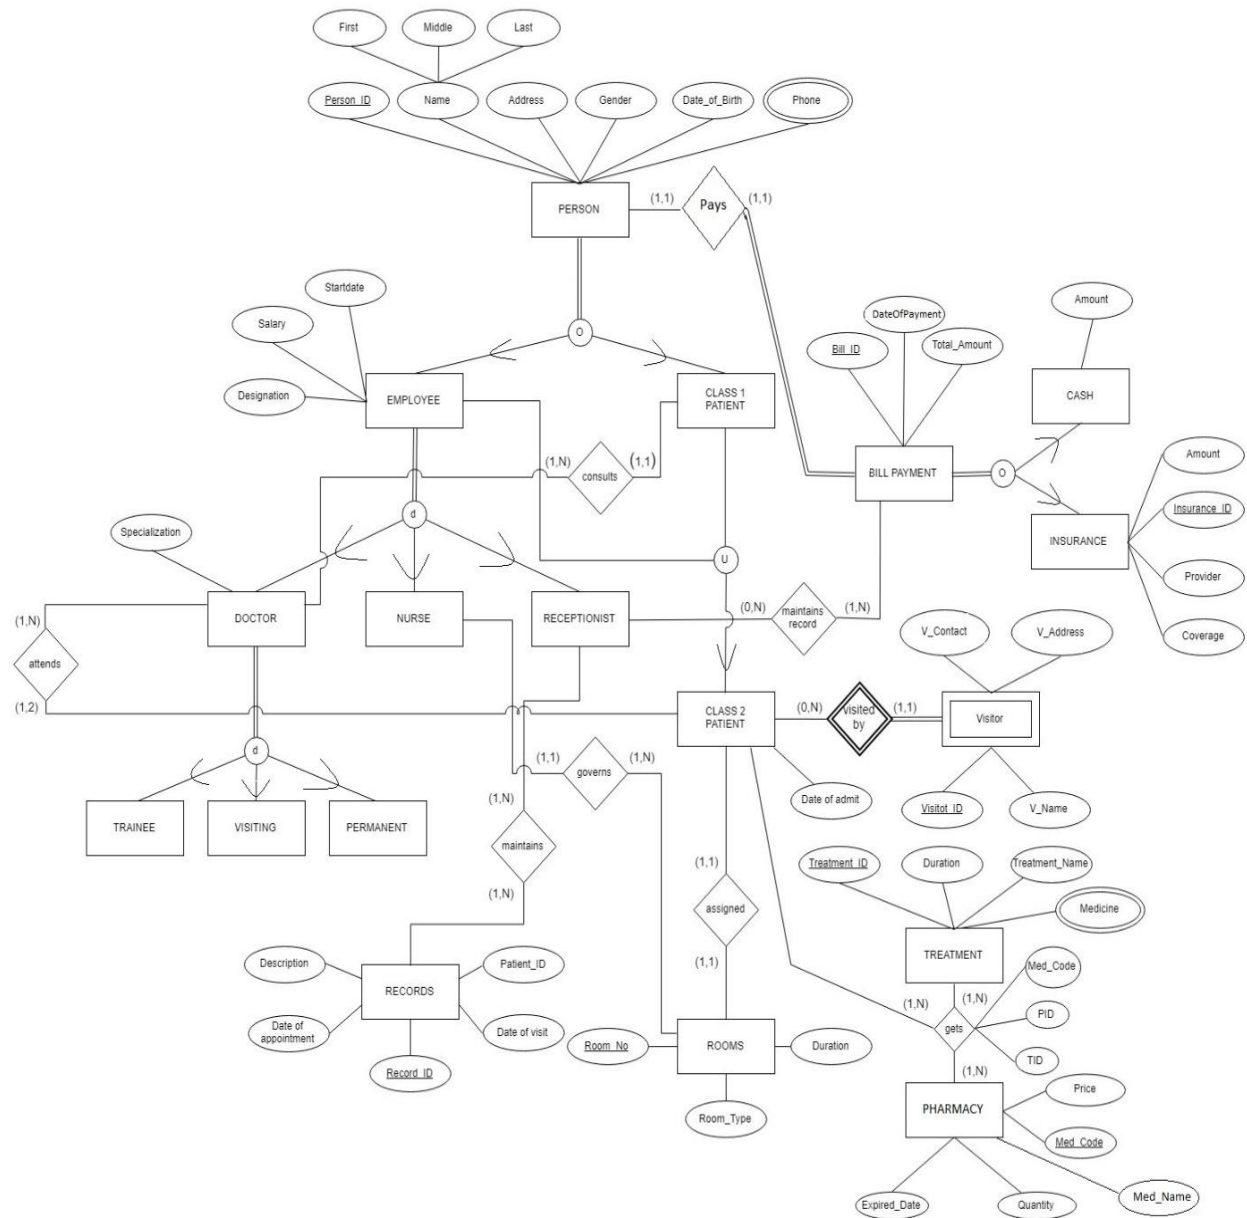 First
Middle
Last
Person_ID
Name
Address
Gender
Date_of_Birth
Phone
PERSON
(1,1)
Pays
(1,1)
Startdate
Salary
Designation
O
EMPLOYEE
CLASS 1
PATIENT
DateOfPayment
Bill_ID
Total_Amount
Amount
CASH
(1,N)
consults
(1,1)
BILL PAYMENT
O
Amount
Insurance_ID
INSURANCE
Provider
Coverage
Specialization
d
U
DOCTOR
NURSE
RECEPTIONIST
(0,N)
maintains
record
(1,N)
(1,N)
attends
(1,2)
V_Contact
V_Address
CLASS 2
PATIENT
(0,N)
visited
by
(1,1)
Visitor
d
(1,1)
governs
(1,N)
Date of admit
Visitot_ID
V_Name
TRAINEE
VISITING
PERMANENT
(1,N)
maintains
(1,N)
(1,1)
assigned
(1,1)
Treatment_ID
Duration
Treatment_Name
Medicine
TREATMENT
Description
Patient_ID
RECORDS
Date of
appointment
Date of visit
Record_ID
Room_No
ROOMS
Duration
Room_Type
(1,N)
(1,N)
Med_Code
gets
PID
TID
(1,N)
PHARMACY
Price
Med_Code
Med_Name
Expired_Date
Quantity